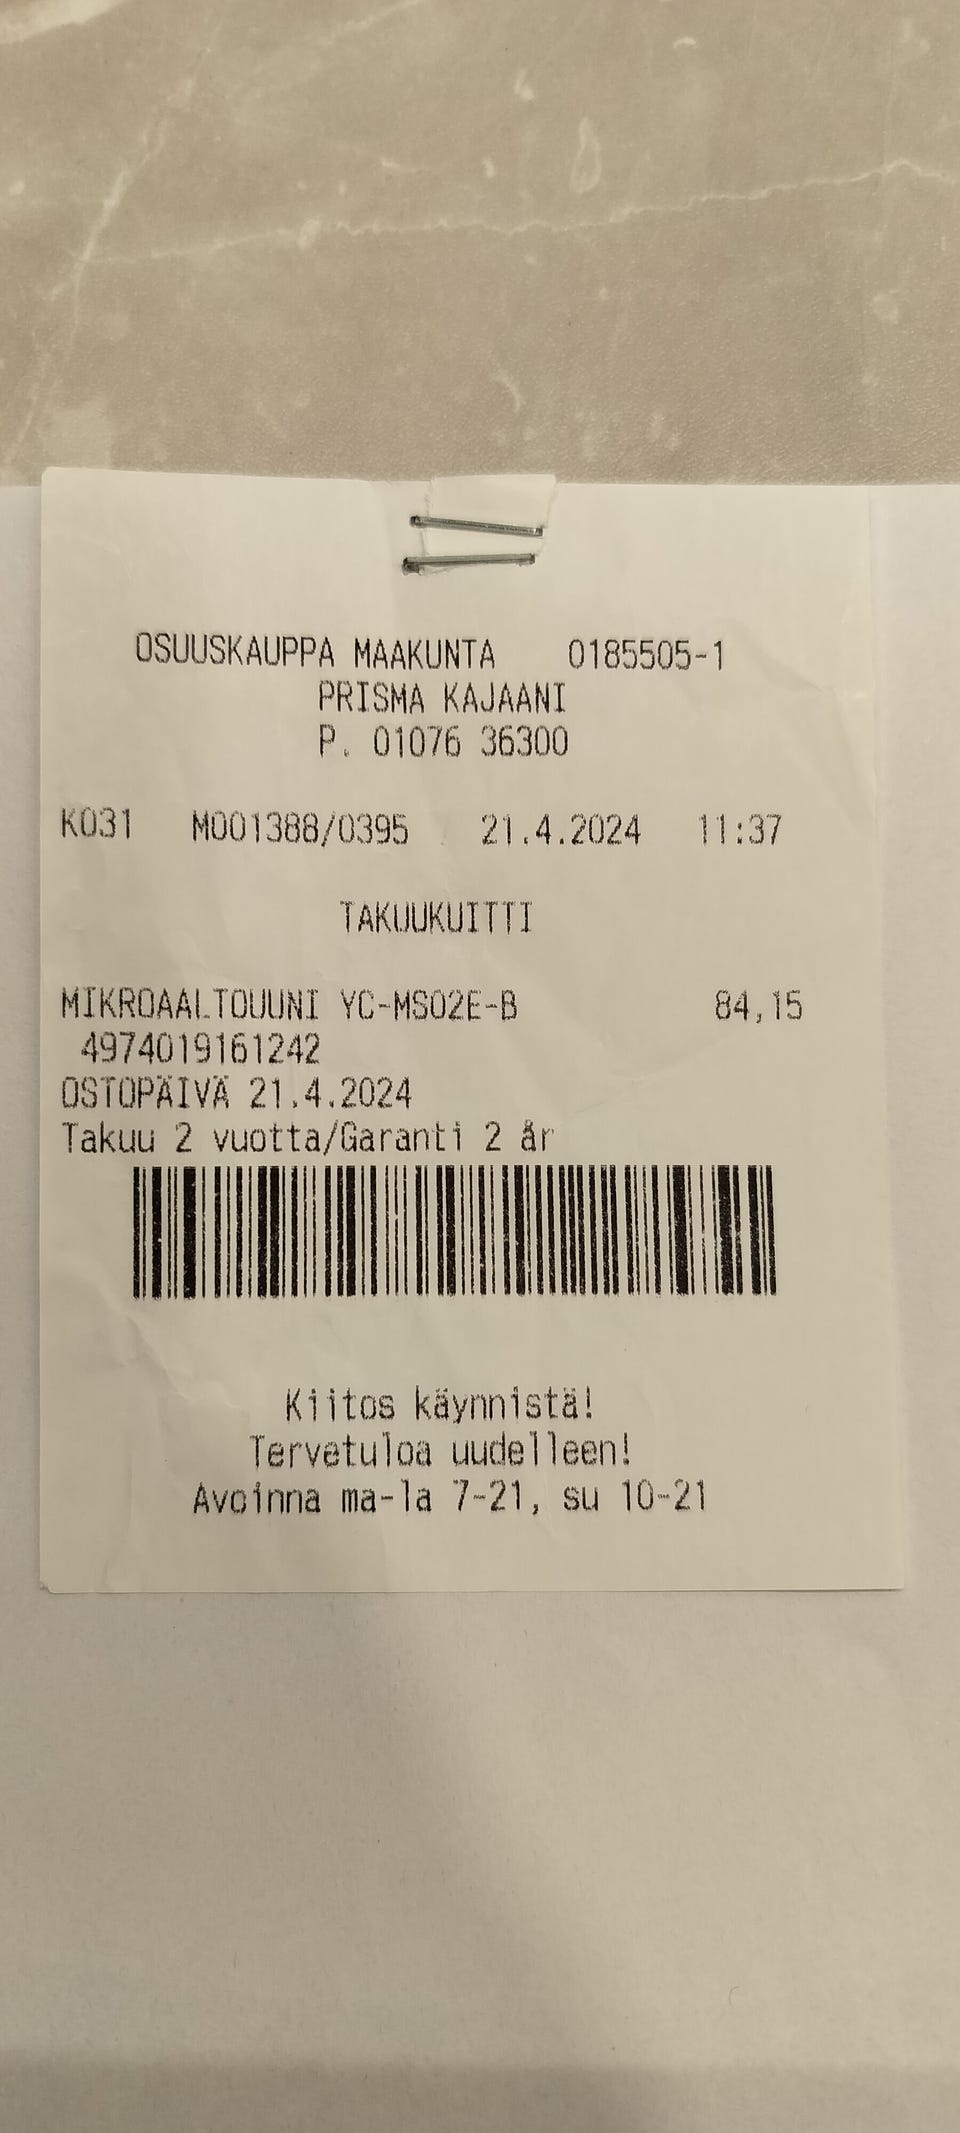 OSUUSKAUPPA MAAKUNTA 0185505-1
PRISMA KAJAANI
P. 01076 36300
K031 M001388/0395 21.4.2024 11:37
TAKUUKUITTI
MIKROAALTOUUNI YC-MS02E-B 84,15
4974019161242
OSTOPÄIVÄ 21.4.2024
Takuu 2 vuotta/Garanti 2 år
Kiitos käynnistä!
Tervetuloa uudelleen!
Avoinna ma-la 7-21, su 10-21